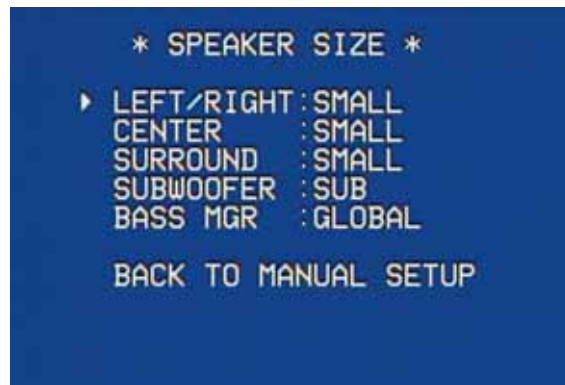 * SPEAKER SIZE *
LEFT/RIGHT:SMALL
CENTER :SMALL
SURROUND :SMALL
SUBWOOFER :SUB
BASS MGR :GLOBAL
BACK TO MANUAL SETUP